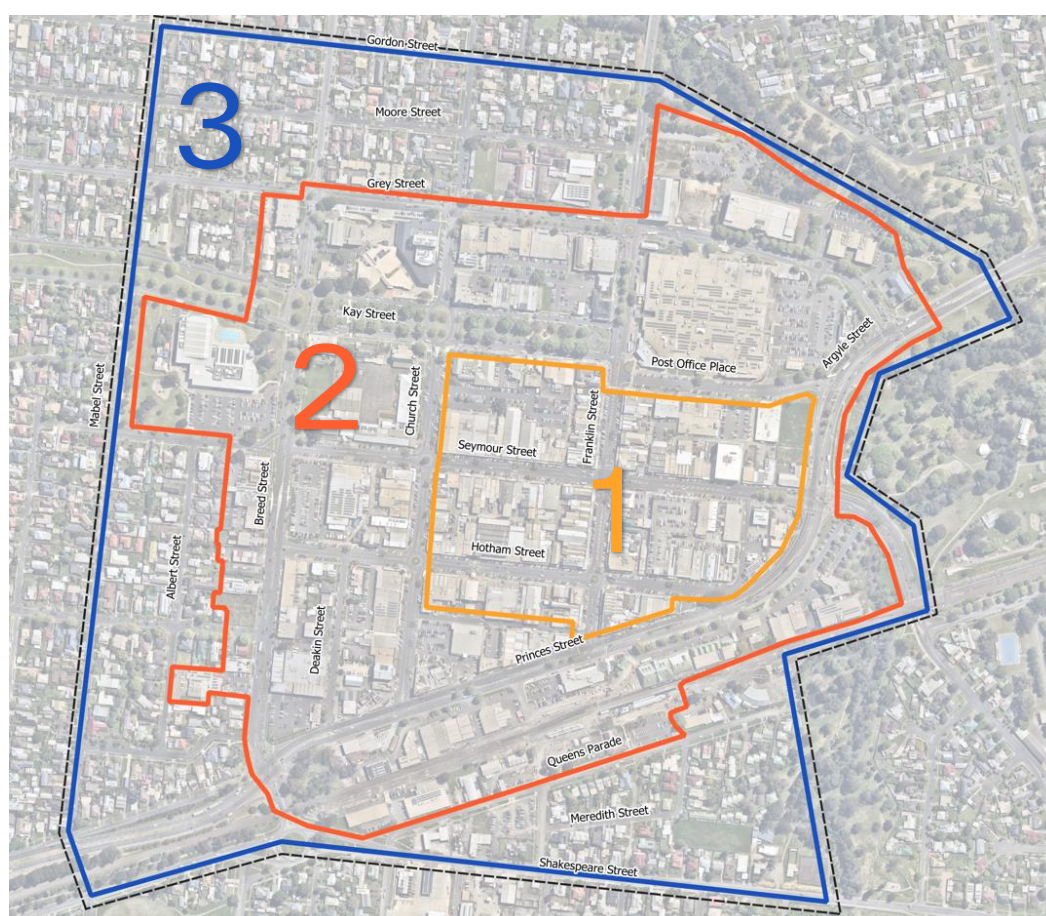 Gordon Street
3
Moore Street
Grey Street
Kay Street
Argyle Street
2
Post Office Place
Mabel Street
Church Street
Franklin Street
Seymour Street
1
Breed Street
Hotham Street
Albert Street
Deakin Street
Princes Street
Queens Parade
Meredith Street
Shakespeare Street